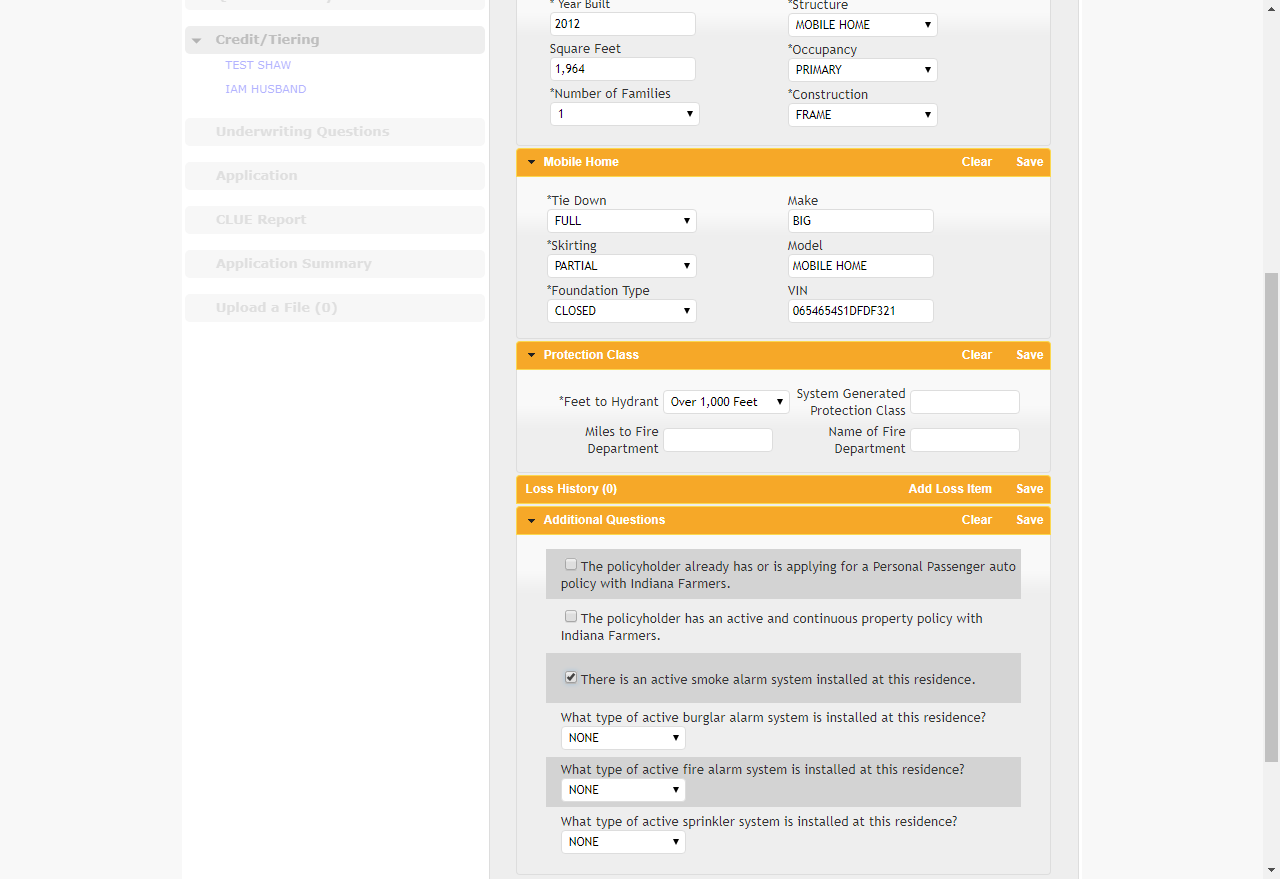 Credit/Tiering
TEST SHAW
IAM HUSBAND
Underwriting Questions
Application
CLUE Report
Application Summary
Upload a File (0)
* Year Built
*Structure
2012
MOBILE HOME
Square Feet
*Occupancy
1,964
PRIMARY
*Number of Families
*Construction
1
FRAME
Mobile Home Clear Save
*Tie Down
Make
FULL
BIG
*Skirting
Model
PARTIAL
MOBILE HOME
*Foundation Type
VIN
CLOSED
0654654S1DFDF321
Protection Class Clear Save
*Feet to Hydrant Over 1,000 Feet
System Generated
Protection Class
Miles to Fire
Department
Name of Fire
Department
Loss History (0) Add Loss Item Save
Additional Questions Clear Save
The policyholder already has or is applying for a Personal Passenger auto
policy with Indiana Farmers.
The policyholder has an active and continuous property policy with
Indiana Farmers.
There is an active smoke alarm system installed at this residence.
What type of active burglar alarm system is installed at this residence?
NONE
What type of active fire alarm system is installed at this residence?
NONE
What type of active sprinkler system is installed at this residence?
NONE